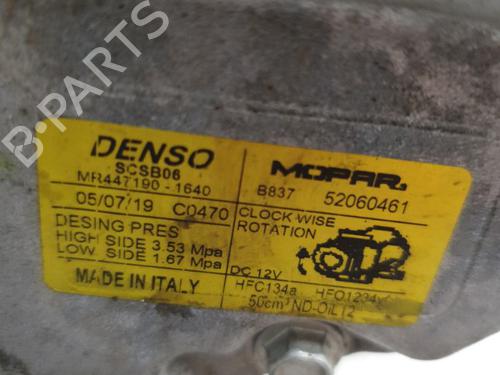 DENSO
SCSB06
MR447190-1640
05/07/19 C0470
DESING PRES
HIGH SIDE 3.53 Mpa
LOW SIDE 1.67 Mpa
MADE IN ITALY
MOPAR.
B837 52060461
CLOCK WISE
ROTATION
DC 12V
HFC134a HFO1234y
50cm³ ND-OIL12
B-PARTS